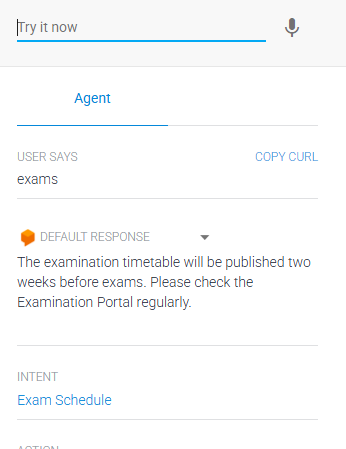 Try it now
Agent
USER SAYS COPY CURL
exams
DEFAULT RESPONSE
The examination timetable will be published two
weeks before exams. Please check the
Examination Portal regularly.
INTENT
Exam Schedule
ACTION